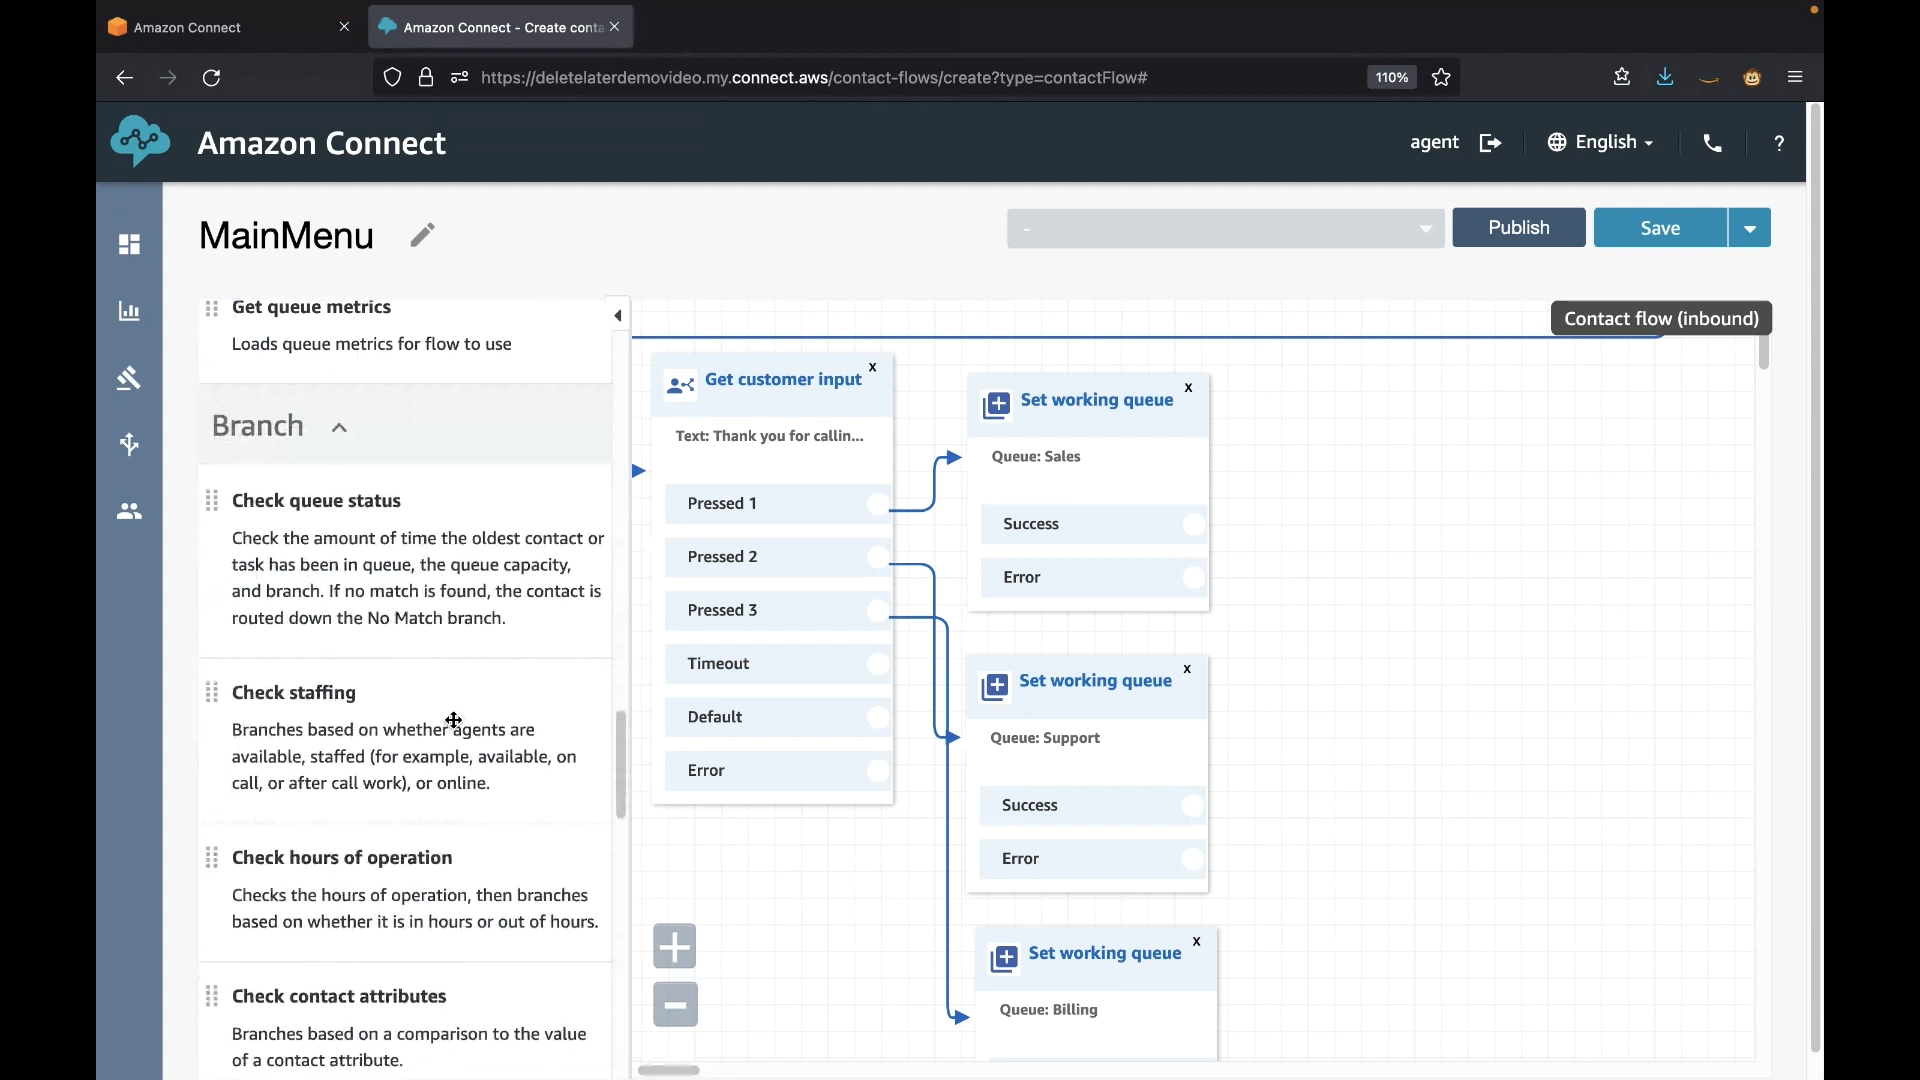 Amazon Connect
Amazon Connect - Create conta
https://deletelaterdemovideo.my.connect.aws/contact-flows/create?type=contactFlow#
110%
Amazon Connect
agent
English
?
MainMenu
-
Publish
Save
Get queue metrics
Loads queue metrics for flow to use
Branch
Check queue status
Check the amount of time the oldest contact or
task has been in queue, the queue capacity,
and branch. If no match is found, the contact is
routed down the No Match branch.
Check staffing
Branches based on whether agents are
available, staffed (for example, available, on
call, or after call work), or online.
Check hours of operation
Checks the hours of operation, then branches
based on whether it is in hours or out of hours.
Check contact attributes
Branches based on a comparison to the value
of a contact attribute.
Contact flow (inbound)
Get customer input
x
Text: Thank you for callin...
Pressed 1
Pressed 2
Pressed 3
Timeout
Default
Error
Set working queue
x
Queue: Sales
Success
Error
Set working queue
x
Queue: Support
Success
Error
Set working queue
x
Queue: Billing